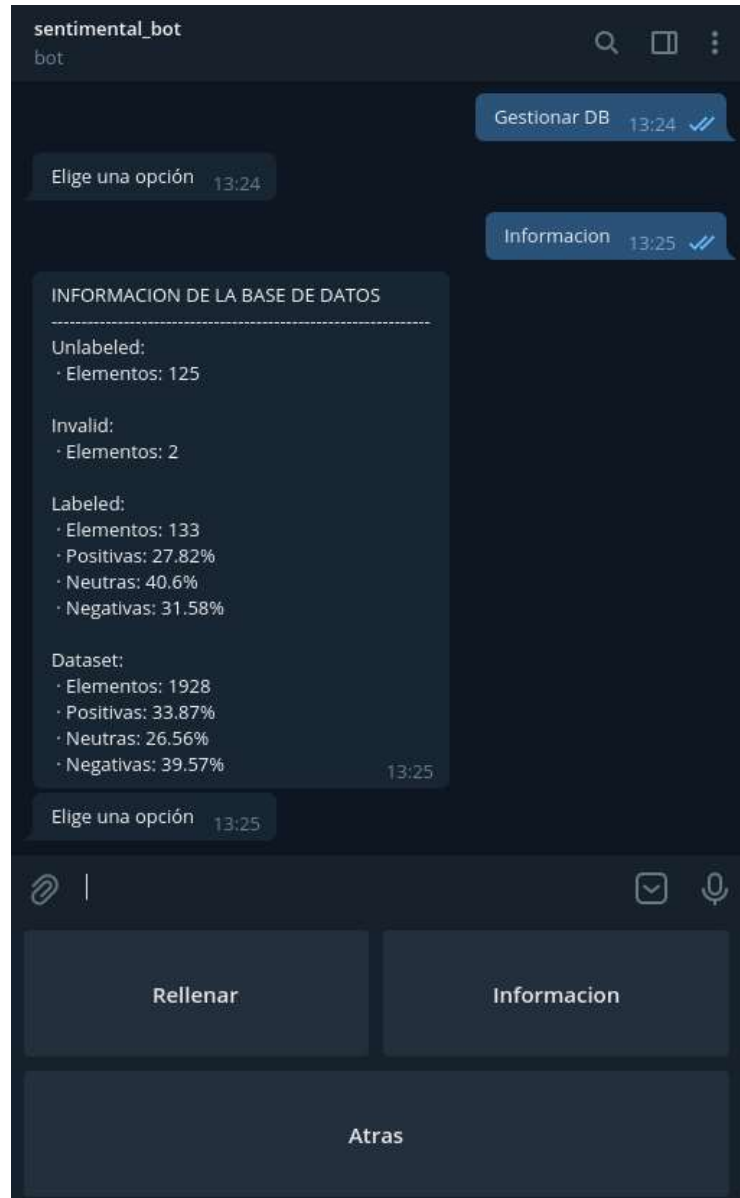 sentimental_bot
bot
Gestionar DB 13:24
Elige una opción 13:24
Informacion 13:25
INFORMACION DE LA BASE DE DATOS
---------------------------------------------------------------
Unlabeled:
· Elementos: 125
Invalid:
· Elementos: 2
Labeled:
· Elementos: 133
· Positivas: 27.82%
· Neutras: 40.6%
· Negativas: 31.58%
Dataset:
· Elementos: 1928
· Positivas: 33.87%
· Neutras: 26.56%
· Negativas: 39.57% 13:25
Elige una opción 13:25
Rellenar Informacion
Atras